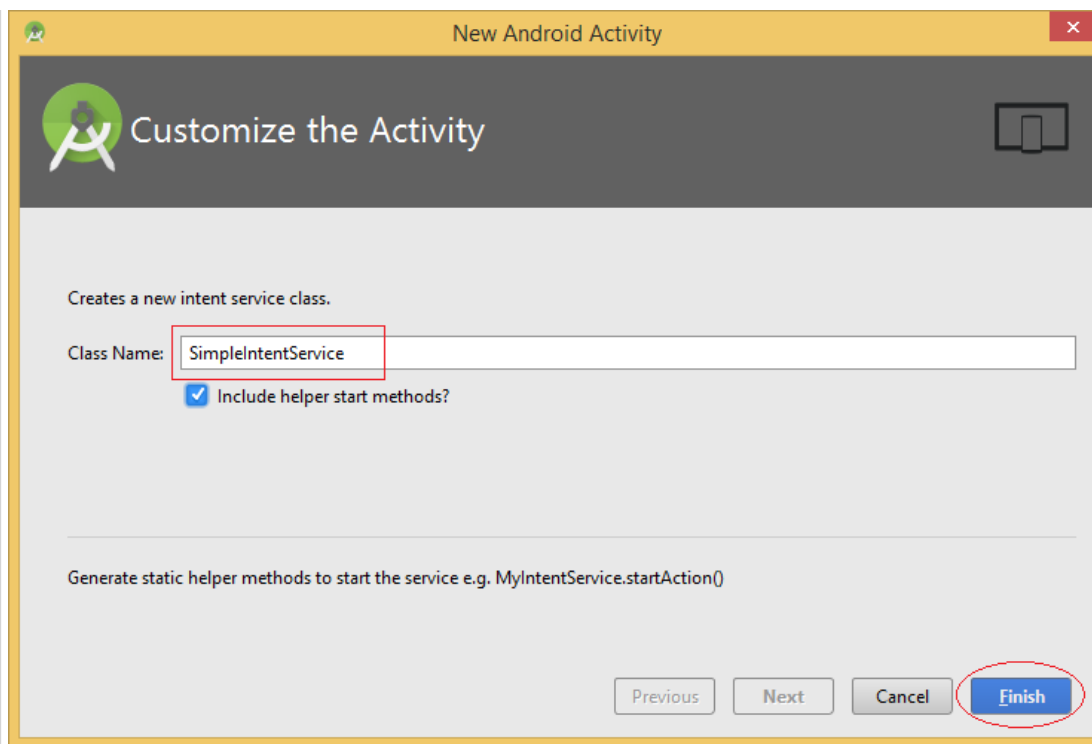 New Android Activity
Customize the Activity
Creates a new intent service class.
Class Name: SimpleIntentService
Include helper start methods?
Generate static helper methods to start the service e.g. MyIntentService.startAction()
Previous Next Cancel Finish